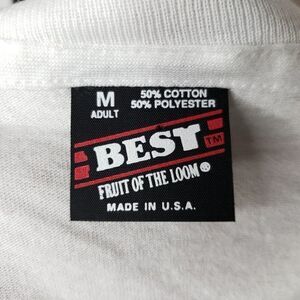 M 50% COTTON
ADULT 50% POLYESTER
BEST TM
FRUIT OF THE LOOM®
MADE IN U.S.A.